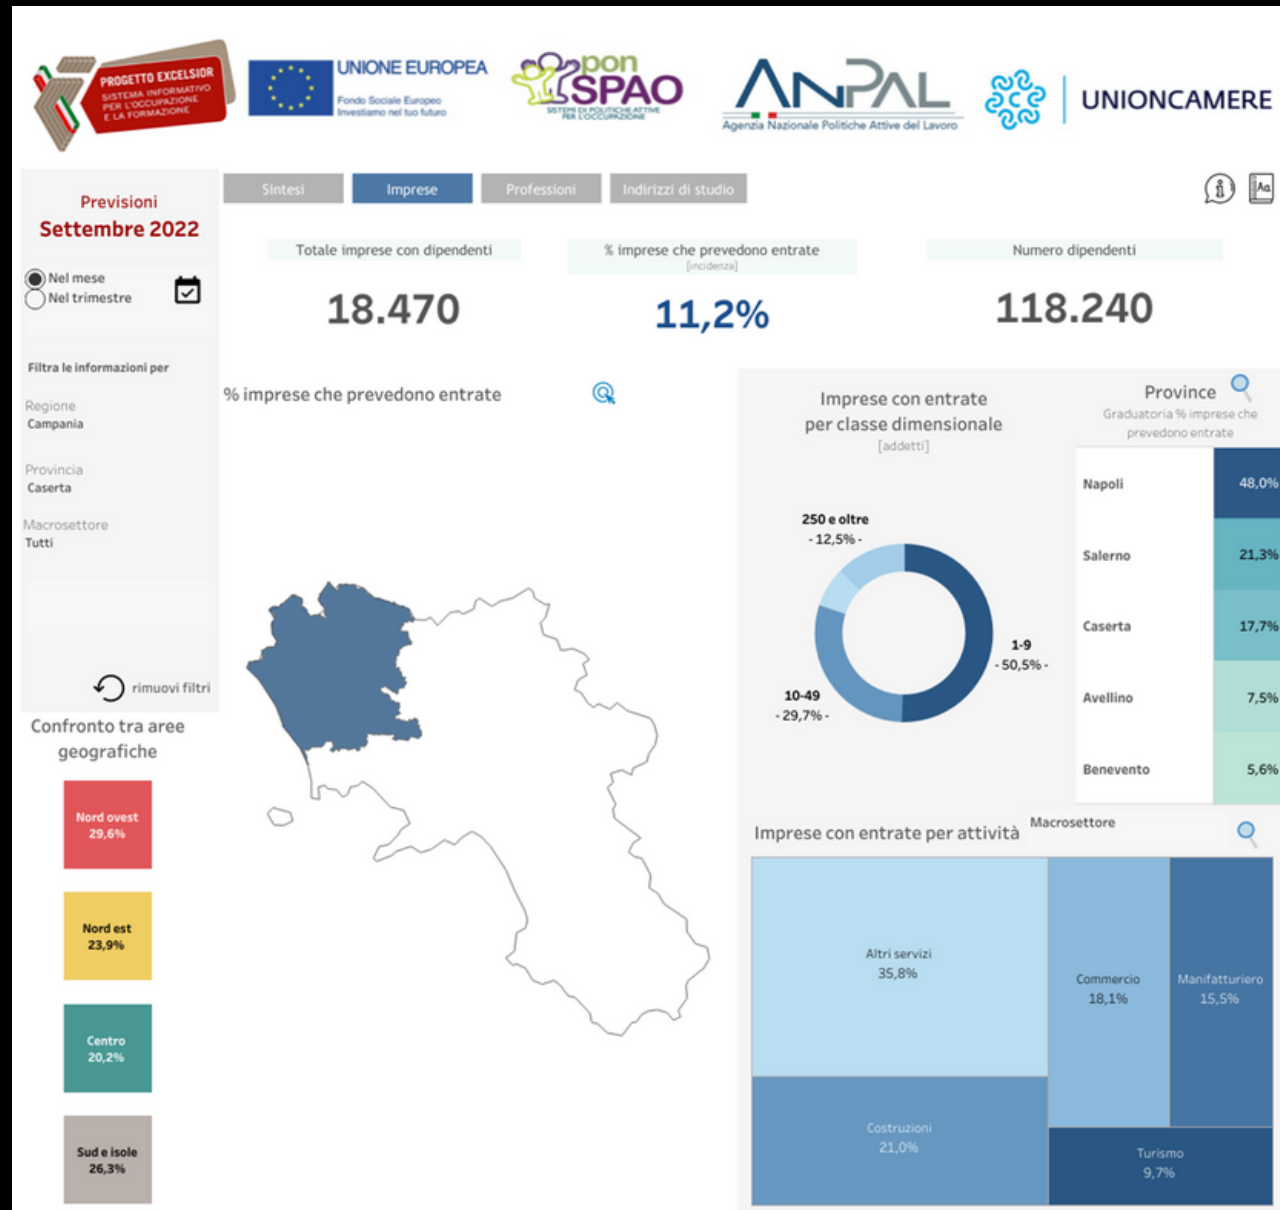 PROGETTO EXCELSIOR
SISTEMA INFORMATIVO
PER L'OCCUPAZIONE
E LA FORMAZIONE
UNIONE EUROPEA
Fondo Sociale Europeo
Investiamo nel tuo futuro
pon
SPAO
SISTEMI DI POLITICHE ATTIVE
PER L'OCCUPAZIONE
ANPAL
Agenzia Nazionale Politiche Attive del Lavoro
UNIONCAMERE
Previsioni
Settembre 2022
Nel mese
Nel trimestre
Filtra le informazioni per
Regione
Campania
Provincia
Caserta
Macrosettore
Tutti
rimuovi filtri
Sintesi
Imprese
Professioni
Indirizzi di studio
Aa
Totale imprese con dipendenti
18.470
% imprese che prevedono entrate
[incidenza]
11,2%
Numero dipendenti
118.240
% imprese che prevedono entrate
Imprese con entrate
per classe dimensionale
[addetti]
250 e oltre
- 12,5% -
1-9
- 50,5% -
10-49
- 29,7% -
Province
Graduatoria % imprese che
prevedono entrate
Napoli 48,0%
Salerno 21,3%
Caserta 17,7%
Avellino 7,5%
Benevento 5,6%
Confronto tra aree
geografiche
Nord ovest
29,6%
Nord est
23,9%
Centro
20,2%
Sud e isole
26,3%
Imprese con entrate per attività
Macrosettore
Altri servizi
35,8%
Commercio
18,1%
Manifatturiero
15,5%
Costruzioni
21,0%
Turismo
9,7%